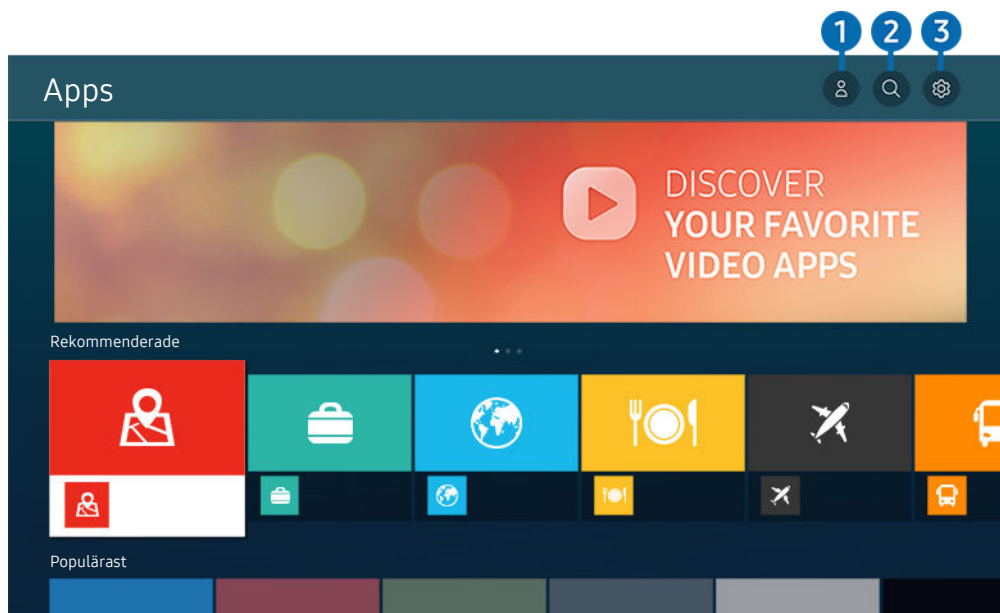 1 2 3
Apps
DISCOVER
YOUR FAVORITE
VIDEO APPS
Rekommenderade
Populärast